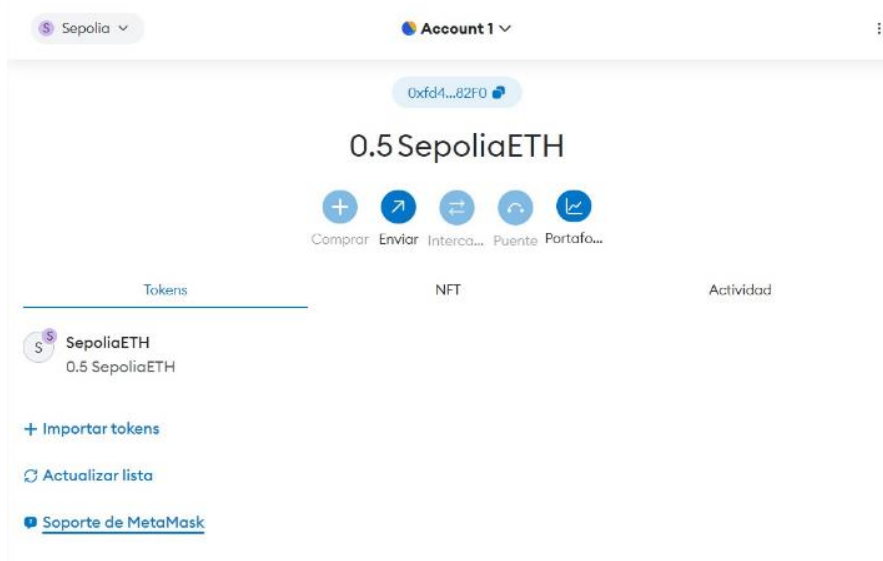 S Sepolia
Account 1
0xfd4...82F0
0.5 SepoliaETH
Comprar Enviar Interca... Puente Portafo...
Tokens NFT Actividad
S S SepoliaETH
0.5 SepoliaETH
+ Importar tokens
Actualizar lista
Soporte de MetaMask